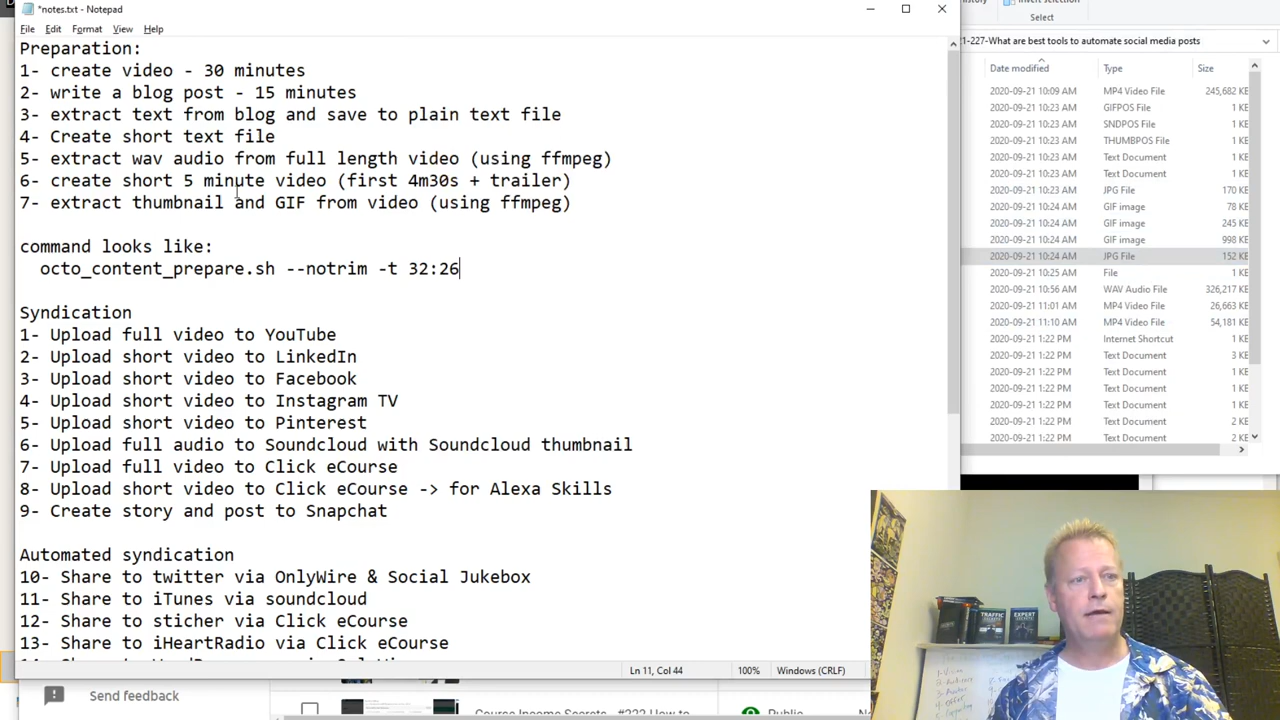 *notes.txt - Notepad
File Edit Format View Help
Preparation:
1- create video - 30 minutes
2- write a blog post - 15 minutes
3- extract text from blog and save to plain text file
4- Create short text file
5- extract wav audio from full length video (using ffmpeg)
6- create short 5 minute video (first 4m30s + trailer)
7- extract thumbnail and GIF from video (using ffmpeg)
command looks like:
octo_content_prepare.sh --notrim -t 32:26
Syndication
1- Upload full video to YouTube
2- Upload short video to LinkedIn
3- Upload short video to Facebook
4- Upload short video to Instagram TV
5- Upload short video to Pinterest
6- Upload full audio to Soundcloud with Soundcloud thumbnail
7- Upload full video to Click eCourse
8- Upload short video to Click eCourse -> for Alexa Skills
9- Create story and post to Snapchat
Automated syndication
10- Share to twitter via OnlyWire & Social Jukebox
11- Share to iTunes via soundcloud
12- Share to sticher via Click eCourse
13- Share to iHeartRadio via Click eCourse
Ln 11, Col 44 100% Windows (CRLF)
Select
21-227-What are best tools to automate social media posts
Date modified Type Size
2020-09-21 10:09 AM MP4 Video File 245,682 KB
2020-09-21 10:23 AM GIFPOS File 1 KB
2020-09-21 10:23 AM SNDPOS File 1 KB
2020-09-21 10:23 AM THUMBPOS File 1 KB
2020-09-21 10:23 AM Text Document 1 KB
2020-09-21 10:23 AM Text Document 1 KB
2020-09-21 10:23 AM JPG File 170 KB
2020-09-21 10:24 AM GIF image 78 KB
2020-09-21 10:24 AM GIF image 245 KB
2020-09-21 10:24 AM GIF image 998 KB
2020-09-21 10:24 AM JPG File 152 KB
2020-09-21 10:25 AM File 1 KB
2020-09-21 10:56 AM WAV Audio File 326,217 KB
2020-09-21 11:01 AM MP4 Video File 26,663 KB
2020-09-21 11:10 AM MP4 Video File 54,181 KB
2020-09-21 1:22 PM Internet Shortcut 1 KB
2020-09-21 1:22 PM Text Document 3 KB
2020-09-21 1:22 PM Text Document 1 KB
2020-09-21 1:22 PM Text Document 1 KB
2020-09-21 1:22 PM Text Document 1 KB
2020-09-21 1:22 PM Text Document 2 KB
2020-09-21 1:22 PM Text Document 2 KB
TRAFFIC SECRETS
EXPERT SECRETS
Send feedback
Public